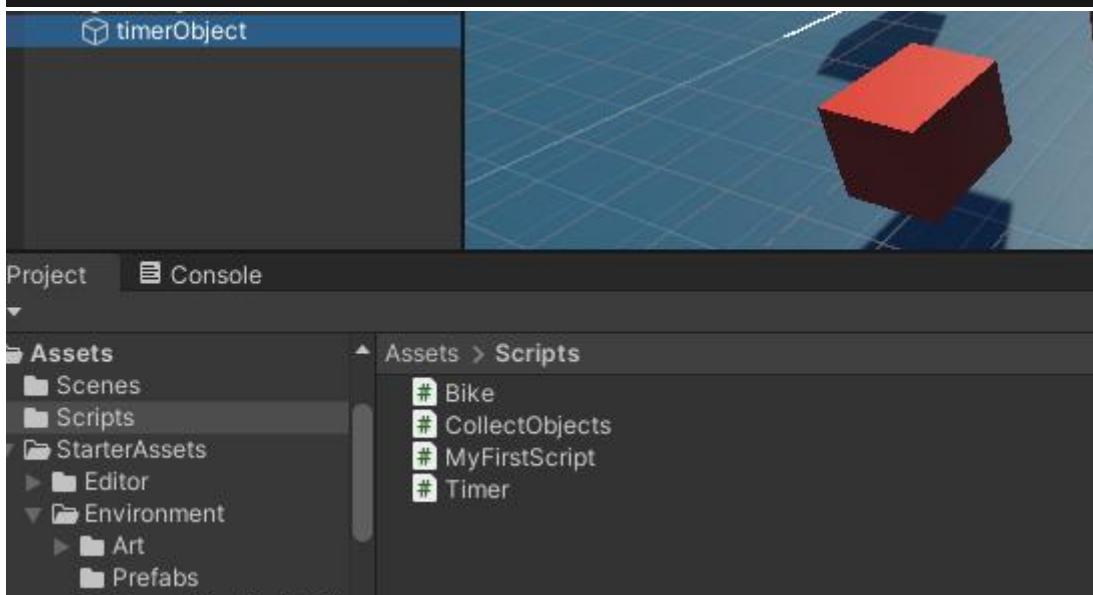 timerObject
Project Console
Assets
Scenes
Scripts
StarterAssets
Editor
Environment
Art
Prefabs
Assets > Scripts
# Bike
# CollectObjects
# MyFirstScript
# Timer